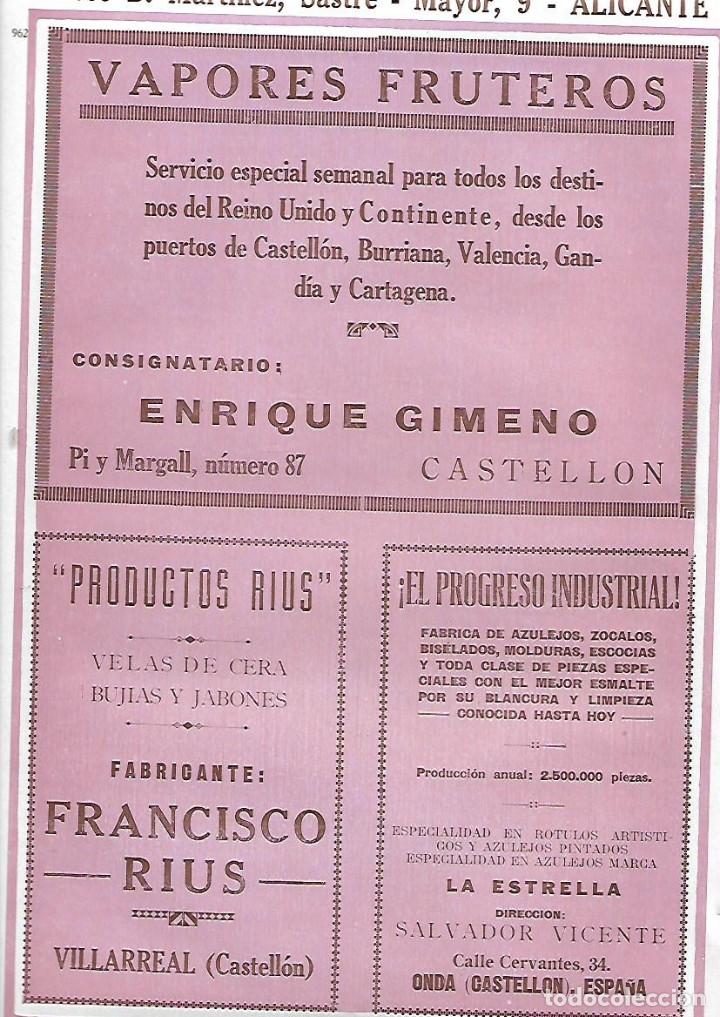 B. Martínez, Sastre - Mayor, 9 - ALICANTE
962
VAPORES FRUTEROS
Servicio especial semanal para todos los desti-
nos del Reino Unido y Continente, desde los
puertos de Castellón, Burriana, Valencia, Gan-
día y Cartagena.
CONSIGNATARIO:
ENRIQUE GIMENO
Pi y Margall, número 87
CASTELLON
"PRODUCTOS RIUS"
VELAS DE CERA
BUJIAS Y JABONES
FABRICANTE:
FRANCISCO
RIUS
VILLARREAL (Castellón)
¡EL PROGRESO INDUSTRIAL!
FABRICA DE AZULEJOS, ZOCALOS,
BISELADOS, MOLDURAS, ESCOCIAS
Y TODA CLASE DE PIEZAS ESPE-
CIALES CON EL MEJOR ESMALTE
POR SU BLANCURA Y LIMPIEZA
CONOCIDA HASTA HOY
Producción anual: 2.500.000 piezas.
ESPECIALIDAD EN ROTULOS ARTISTI-
COS Y AZULEJOS PINTADOS
ESPECIALIDAD EN AZULEJOS MARCA
LA ESTRELLA
DIRECCION:
SALVADOR VICENTE
Calle Cervantes, 34.
ONDA (CASTELLON). ESPAÑA
todocoleccion